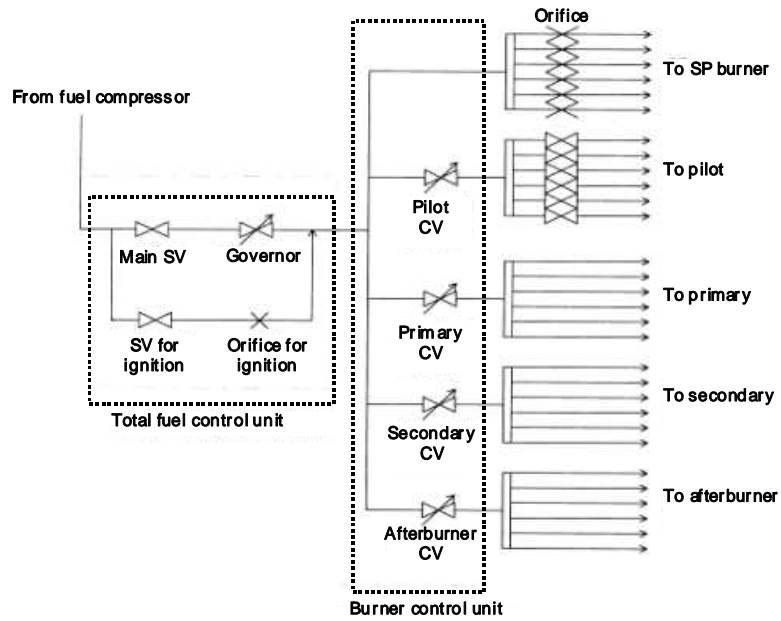 Orifice
To SP burner
From fuel compressor
To pilot
Pilot
CV
Main SV
Governor
To primary
SV for
ignition
Orifice for
ignition
Primary
CV
To secondary
Total fuel control unit
Secondary
CV
To afterburner
Afterburner
CV
Burner control unit